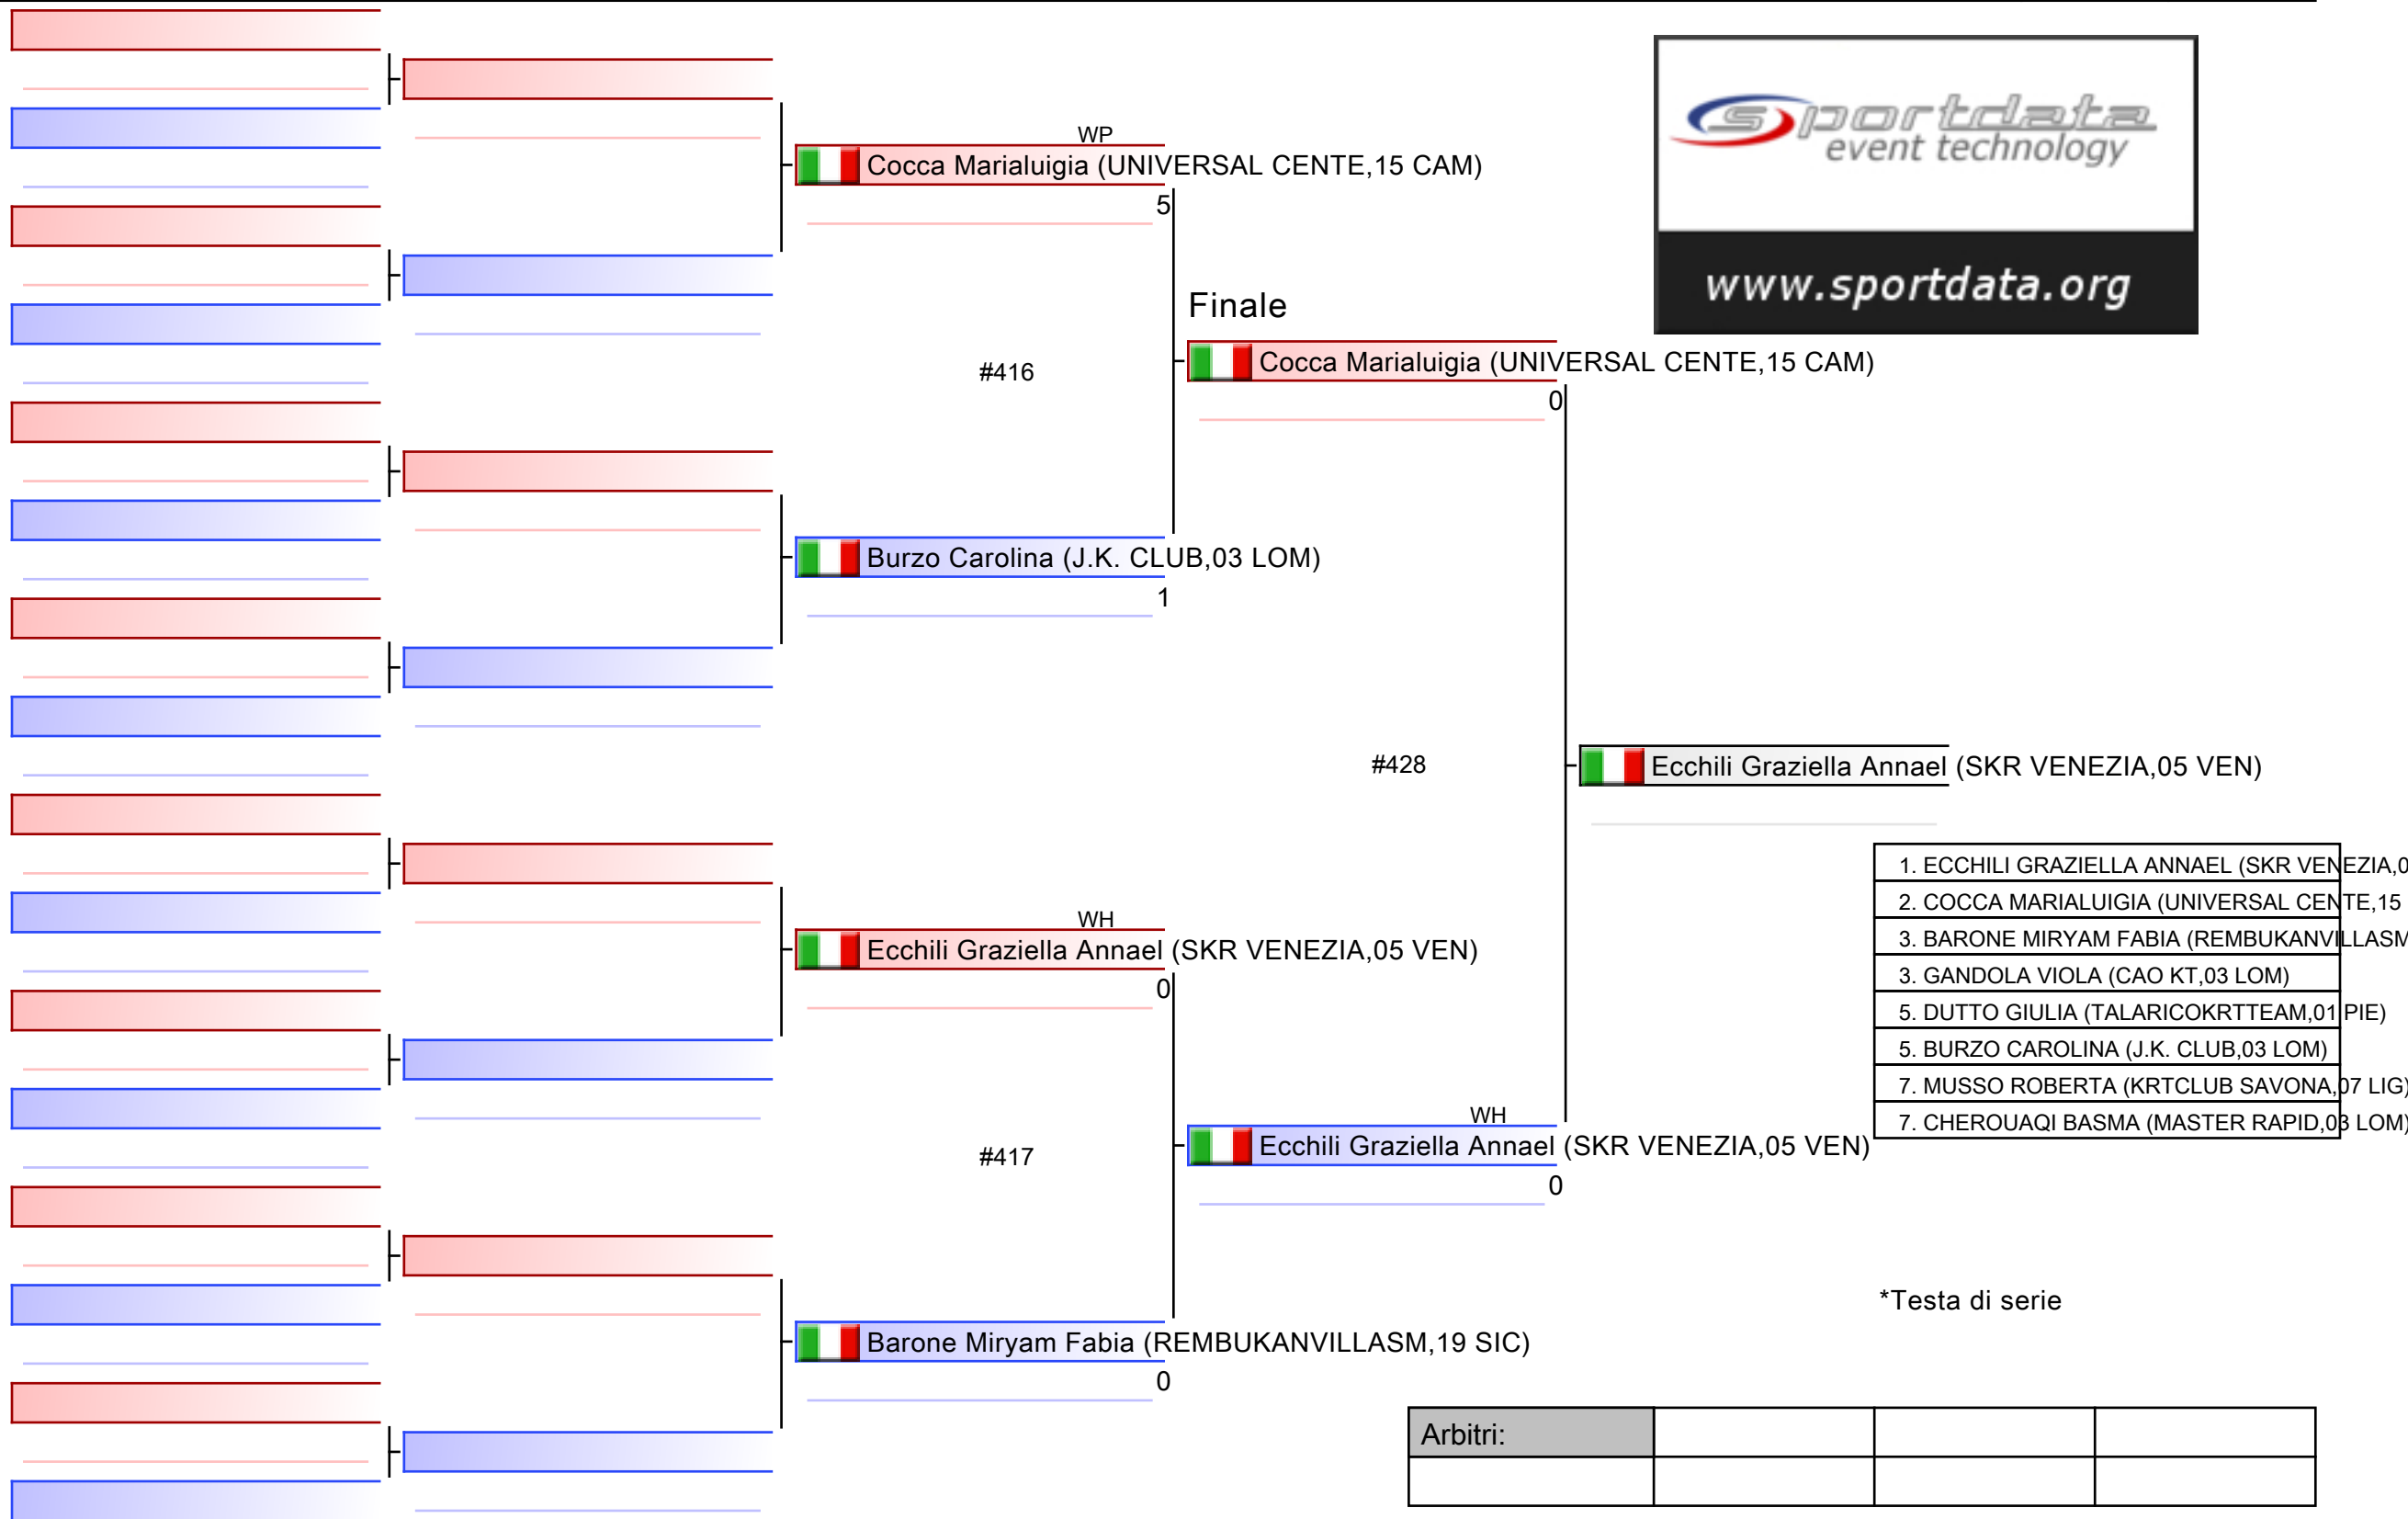 sportdata
event technology
www.sportdata.org
WP
Cocca Marialuigia (UNIVERSAL CENTE,15 CAM)
5
Finale
#416
Cocca Marialuigia (UNIVERSAL CENTE,15 CAM)
0
Burzo Carolina (J.K. CLUB,03 LOM)
1
#428
Ecchili Graziella Annael (SKR VENEZIA,05 VEN)
1. ECCHILI GRAZIELLA ANNAEL (SKR VENEZIA,0
2. COCCA MARIALUIGIA (UNIVERSAL CENTE,15
3. BARONE MIRYAM FABIA (REMBUKANVILLASM
3. GANDOLA VIOLA (CAO KT,03 LOM)
5. DUTTO GIULIA (TALARICOKRTTEAM,01 PIE)
5. BURZO CAROLINA (J.K. CLUB,03 LOM)
7. MUSSO ROBERTA (KRTCLUB SAVONA,07 LIG)
7. CHEROUAQI BASMA (MASTER RAPID,03 LOM)
WH
Ecchili Graziella Annael (SKR VENEZIA,05 VEN)
0
WH
Ecchili Graziella Annael (SKR VENEZIA,05 VEN)
0
#417
Barone Miryam Fabia (REMBUKANVILLASM,19 SIC)
0
*Testa di serie
Arbitri: